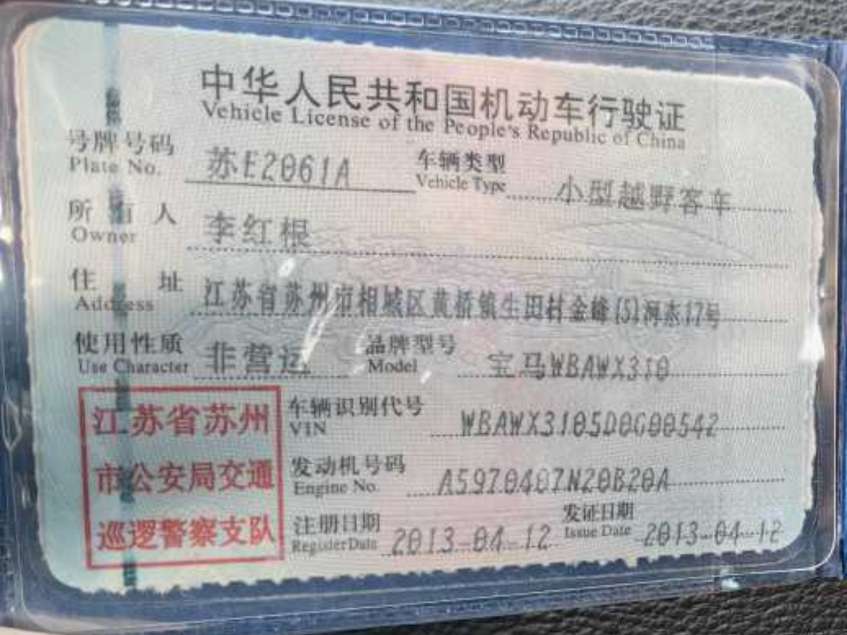 中华人民共和国机动车行驶证
Vehicle License of the People's Republic of China
号牌号码 苏E2061A 车辆类型 小型越野客车
Plate No. Vehicle Type
所有人 李红根
Owner
住址 江苏省苏州市相城区黄桥镇生田村金峰(5)河东17号
Address
使用性质 非营运 品牌型号 宝马WBAWX310
Use Character Model
江苏省苏州 车辆识别代号 WBAWX3105D0G00542
VIN
市公安局交通 发动机号码 A5970407N20B20A
Engine No.
巡逻警察支队 注册日期 2013-04-12 发证日期 2013-04-12
Register Date Issue Date